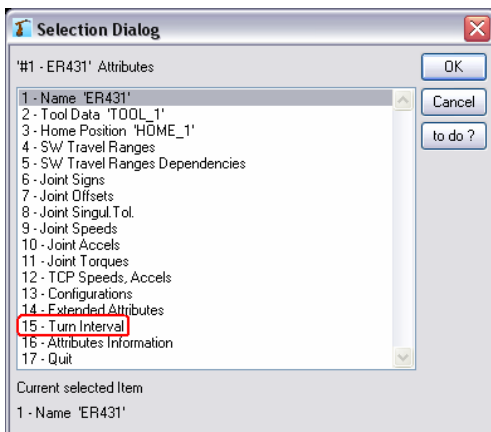 Selection Dialog
'#1 - ER431' Attributes
OK
1 - Name 'ER431'
Cancel
2 - Tool Data 'TOOL_1'
3 - Home Position 'HOME_1'
to do ?
4 - SW Travel Ranges
5 - SW Travel Ranges Dependencies
6 - Joint Signs
7 - Joint Offsets
8 - Joint Singul.Tol.
9 - Joint Speeds
10 - Joint Accels
11 - Joint Torques
12 - TCP Speeds, Accels
13 - Configurations
14 - Extended Attributes
15 - Turn Interval
16 - Attributes Information
17 - Quit
Current selected Item
1 - Name 'ER431'